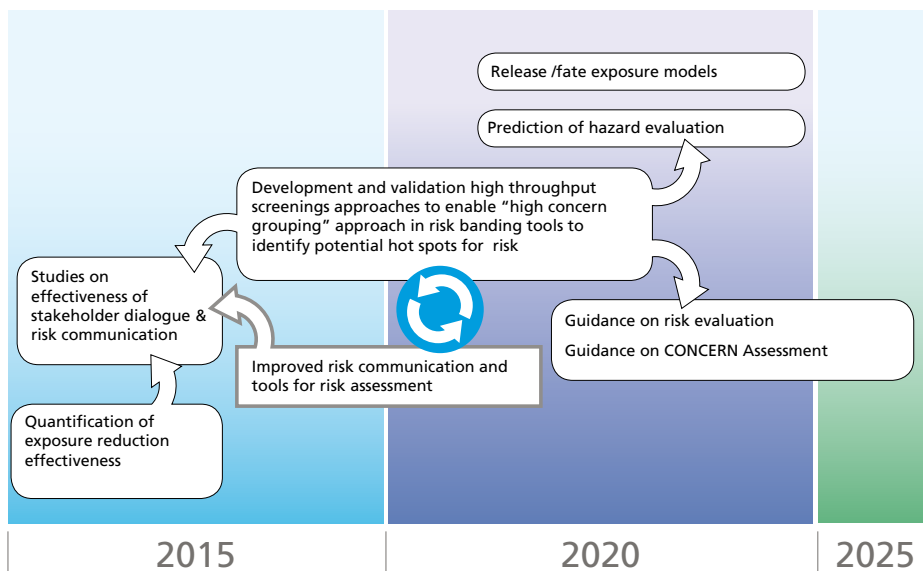 Release /fate exposure models
Prediction of hazard evaluation
Development and validation high throughput
screenings approaches to enable “high concern
grouping” approach in risk banding tools to
identify potential hot spots for risk
Studies on
effectiveness of
stakeholder dialogue &
risk communication
Guidance on risk evaluation
Guidance on CONCERN Assessment
Improved risk communication and
tools for risk assessment
Quantification of
exposure reduction
effectiveness
2015
2020
2025